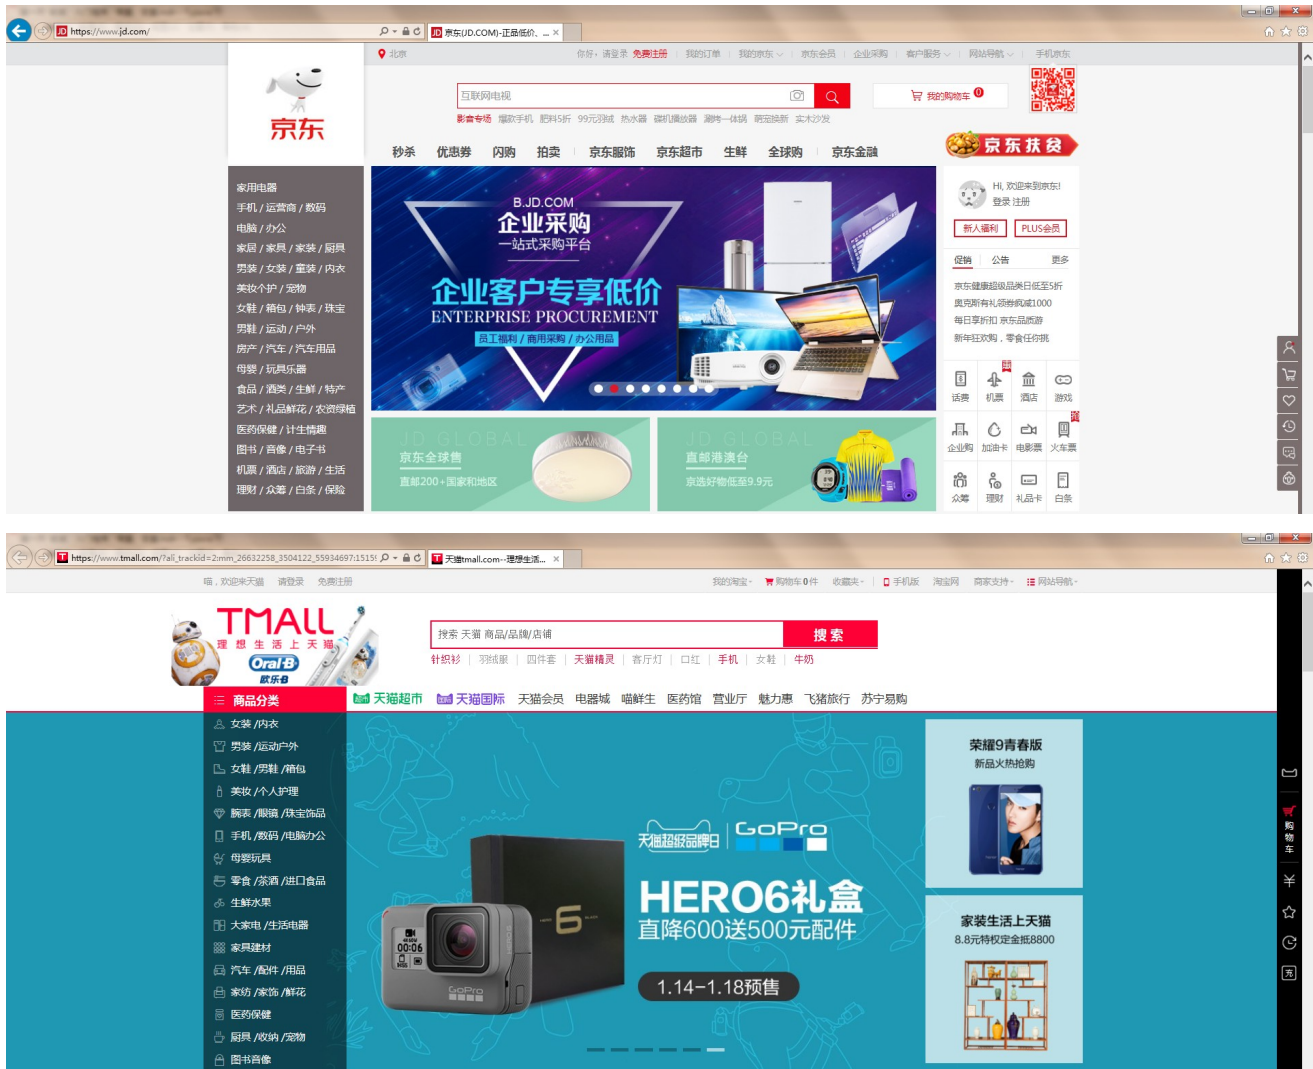 https://www.jd.com/
京东(JD.COM)-正品低价、...
北京
你好，请登录 免费注册 我的订单 我的京东 京东会员 企业采购 客户服务 网站导航 手机京东
京东
互联网电视
我的购物车 0
影音专场 爆款手机 肥料5折 99元羽绒 热水器 碟机播放器 涮烤一体锅 萌宠换新 实木沙发
秒杀 优惠券 闪购 拍卖 京东服饰 京东超市 生鲜 全球购 京东金融
京东扶贫
家用电器
手机 / 运营商 / 数码
电脑 / 办公
家居 / 家具 / 家装 / 厨具
男装 / 女装 / 童装 / 内衣
美妆个护 / 宠物
女鞋 / 箱包 / 钟表 / 珠宝
男鞋 / 运动 / 户外
房产 / 汽车 / 汽车用品
母婴 / 玩具乐器
食品 / 酒类 / 生鲜 / 特产
艺术 / 礼品鲜花 / 农资绿植
医药保健 / 计生情趣
图书 / 音像 / 电子书
机票 / 酒店 / 旅游 / 生活
理财 / 众筹 / 白条 / 保险
B.JD.COM
企业采购
一站式采购平台
企业客户专享低价
ENTERPRISE PROCUREMENT
员工福利 / 商用采购 / 办公用品
JD GLOBAL
京东全球售
直邮200+国家和地区
JD GLOBAL
直邮港澳台
京选好物低至9.9元
Hi, 欢迎来到京东!
登录 注册
新人福利 PLUS会员
促销 公告 更多
京东健康超级品类日低至5折
奥克斯有礼领券疯减1000
每日享折扣 京东品质游
新年狂欢购，零食任你挑
话费 机票 酒店 游戏
企业购 加油卡 电影票 火车票
众筹 理财 礼品卡 白条
https://www.tmall.com/?ali_trackid=2:mm_26632258_3504122_55934697:1515!
天猫tmall.com--理想生活...
喵，欢迎来天猫 请登录 免费注册
我的淘宝 购物车0件 收藏夹 手机版 淘宝网 商家支持 网站导航
TMALL
理想生活上天猫
Oral-B
欧乐B
搜索 天猫 商品/品牌/店铺
搜索
针织衫 羽绒服 四件套 天猫精灵 客厅灯 口红 手机 女鞋 牛奶
商品分类 天猫超市 天猫国际 天猫会员 电器城 喵鲜生 医药馆 营业厅 魅力惠 飞猪旅行 苏宁易购
女装 /内衣
男装 /运动户外
女鞋 /男鞋 /箱包
美妆 /个人护理
腕表 /眼镜 /珠宝饰品
手机 /数码 /电脑办公
母婴玩具
零食 /茶酒 /进口食品
生鲜水果
大家电 /生活电器
家具建材
汽车 /配件 /用品
家纺 /家饰 /鲜花
医药保健
厨具 /收纳 /宠物
图书音像
天猫超级品牌日 GoPro
HERO6礼盒
直降600送500元配件
1.14-1.18预售
6
00:06
GoPro
荣耀9青春版
新品火热抢购
家装生活上天猫
8.8元特权定金抵8800
购物车
充